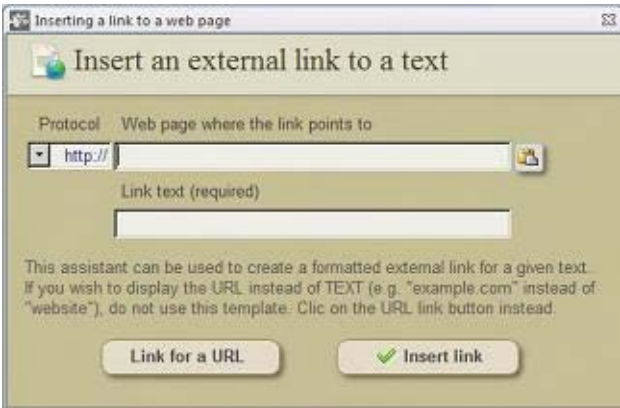 Inserting a link to a web page
Insert an external link to a text
Protocol Web page where the link points to
http://
Link text (required)
This assistant can be used to create a formatted external link for a given text.
If you wish to display the URL instead of TEXT (e.g. "example.com" instead of
"website"), do not use this template. Clic on the URL link button instead.
Link for a URL Insert link